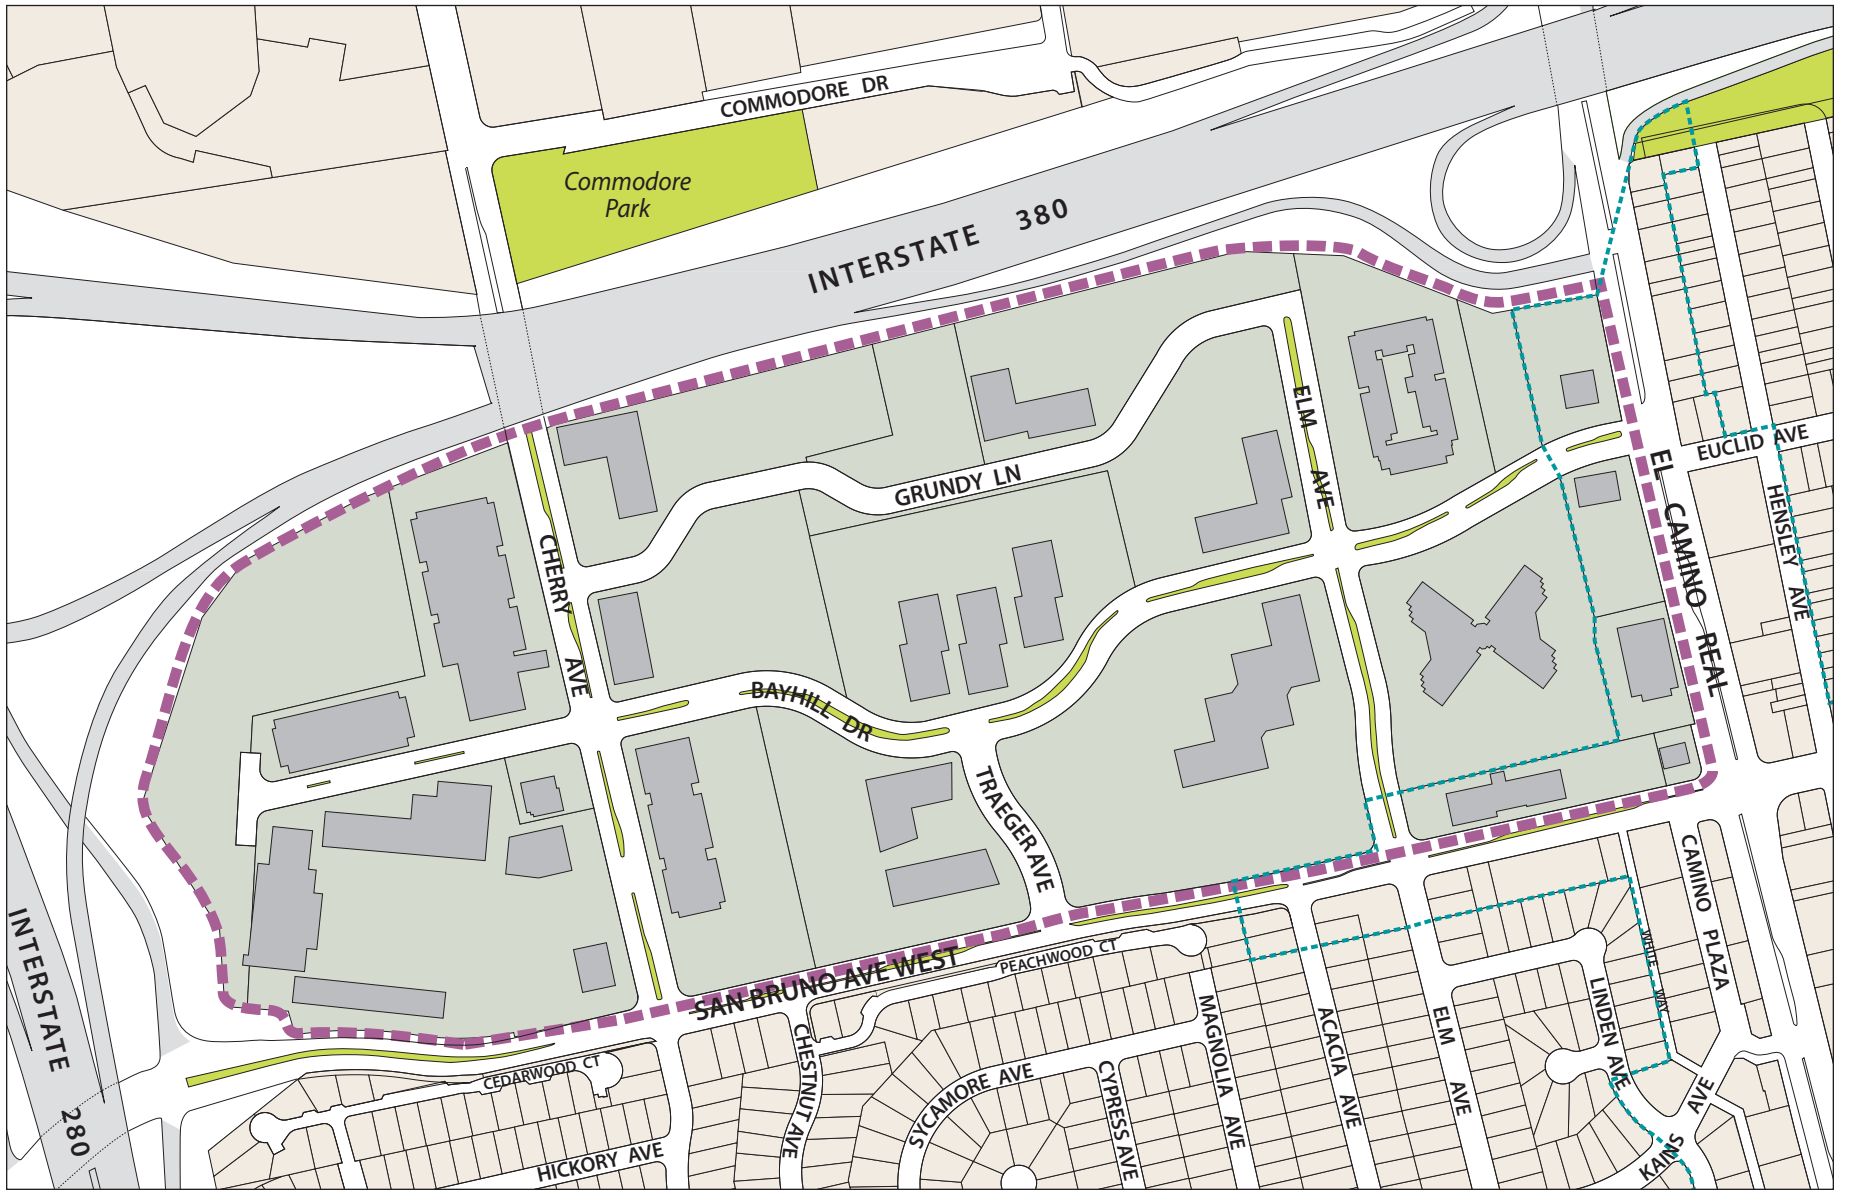 COMMODORE DR
Commodore
Park
INTERSTATE 380
ELM AVE
GRUNDY LN
EUCLID AVE
EL CAMINO REAL
HENSLEY AVE
CHERRY AVE
BAYHILL DR
TRAEGER AVE
CAMINO PLAZA
INTERSTATE 280
SAN BRUNO AVE WEST
PEACHWOOD CT
WHITE WAY
CEDARWOOD CT
CHESTNUT AVE
SYCAMORE AVE
CYPRESS AVE
MAGNOLIA AVE
ACACIA AVE
ELM AVE
LINDEN AVE
KAINS AVE
HICKORY AVE